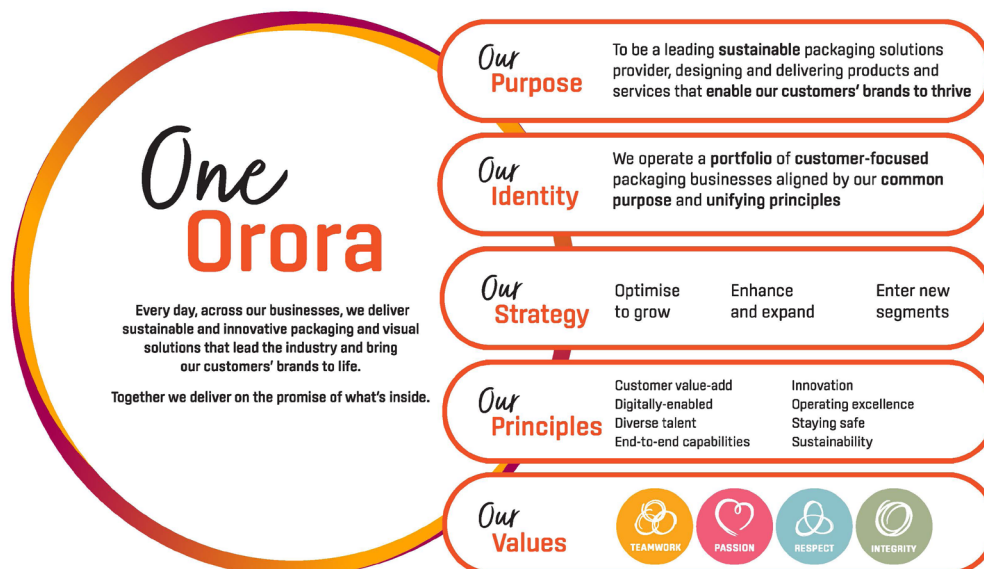 One
Orora
Every day, across our businesses, we deliver
sustainable and innovative packaging and visual
solutions that lead the industry and bring
our customers' brands to life.
Together we deliver on the promise of what's inside.
Our
Purpose
To be a leading sustainable packaging solutions
provider, designing and delivering products and
services that enable our customers' brands to thrive
Our
Identity
We operate a portfolio of customer-focused
packaging businesses aligned by our common
purpose and unifying principles
Our
Strategy
Optimise
to grow
Enhance
and expand
Enter new
segments
Our
Principles
Customer value-add
Digitally-enabled
Diverse talent
End-to-end capabilities
Innovation
Operating excellence
Staying safe
Sustainability
Our
Values
TEAMWORK
PASSION
RESPECT
INTEGRITY